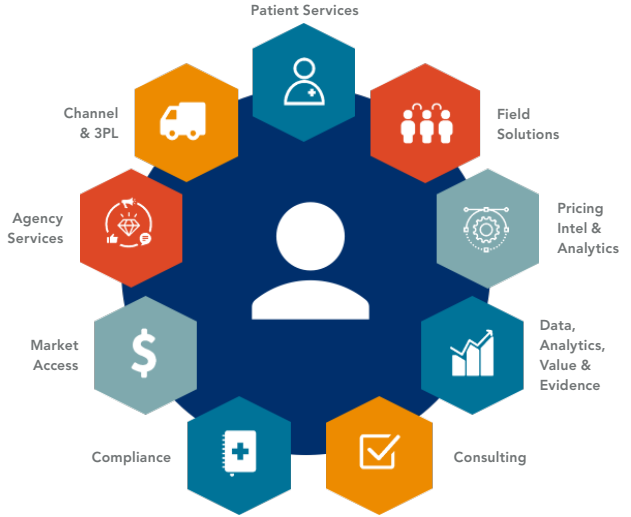 Patient Services
Channel
& 3PL
Field
Solutions
Agency
Services
Pricing
Intel &
Analytics
Market
Access
Data,
Analytics,
Value &
Evidence
Compliance
Consulting